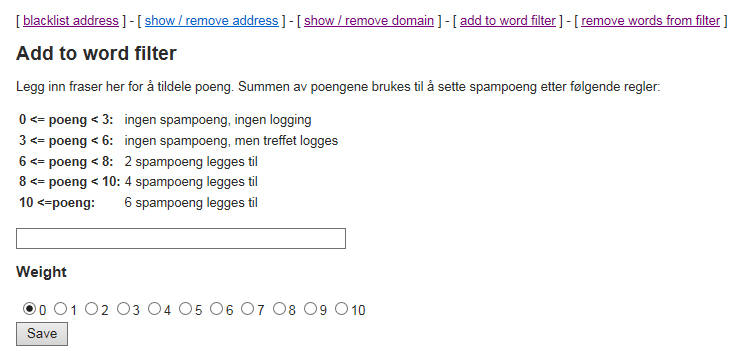 [ blacklist address ] - [ show / remove address ] - [ show / remove domain ] - [ add to word filter ] - [ remove words from filter ]
Add to word filter
Legg inn fraser her for å tildele poeng. Summen av poengene brukes til å sette spampoeng etter følgende regler:
0 <= poeng < 3: ingen spampoeng, ingen logging
3 <= poeng < 6: ingen spampoeng, men treffet logges
6 <= poeng < 8: 2 spampoeng legges til
8 <= poeng < 10: 4 spampoeng legges til
10 <=poeng: 6 spampoeng legges til
Weight
0 1 2 3 4 5 6 7 8 9 10
Save